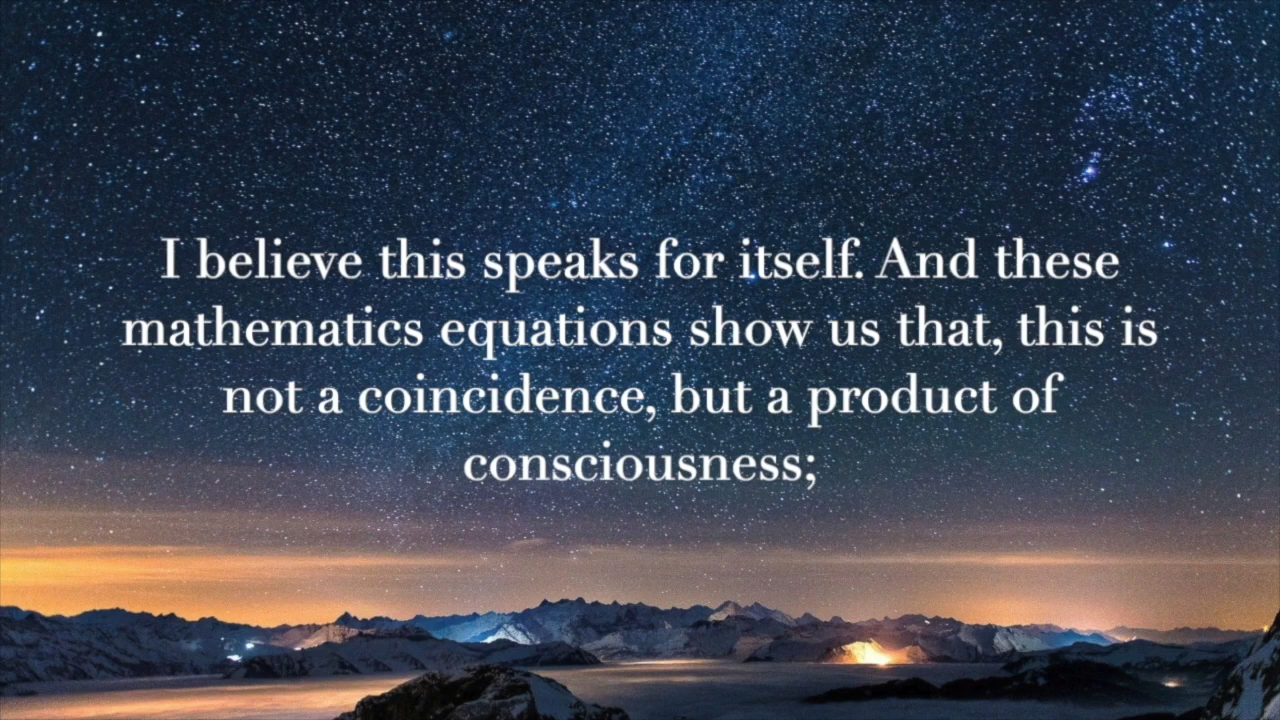 I believe this speaks for itself. And these
mathematics equations show us that, this is
not a coincidence, but a product of
consciousness;